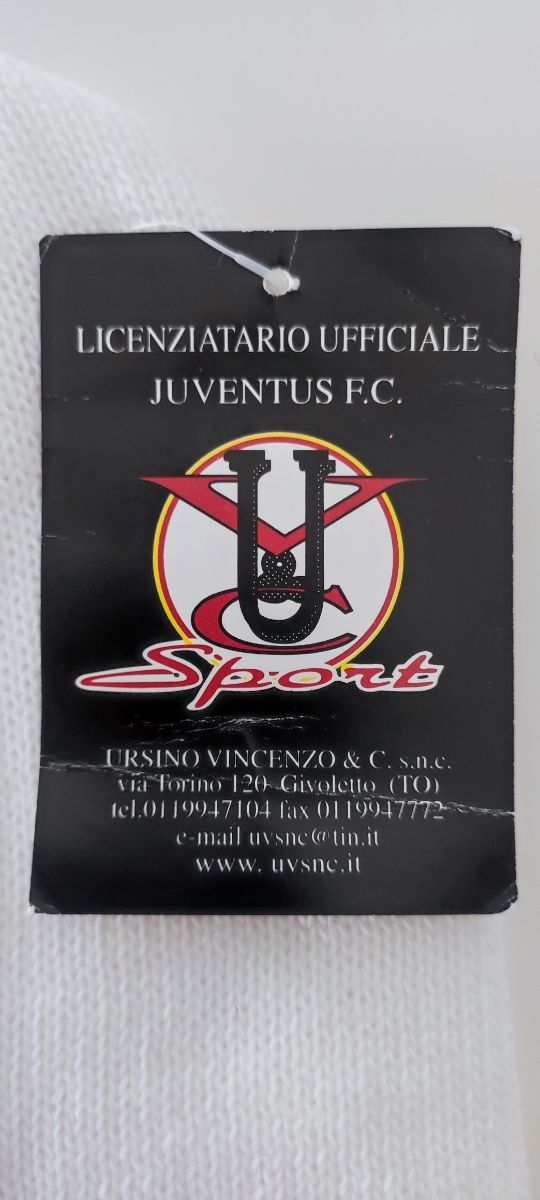 LICENZIATARIO UFFICIALE
JUVENTUS F.C.
UVC
Sport
URSINO VINCENZO & C. s.n.c.
via Torino 120 Givoletto (TO)
tel.0119947104 fax 0119947772
e-mail uvsnc@tin.it
www. uvsnc.it